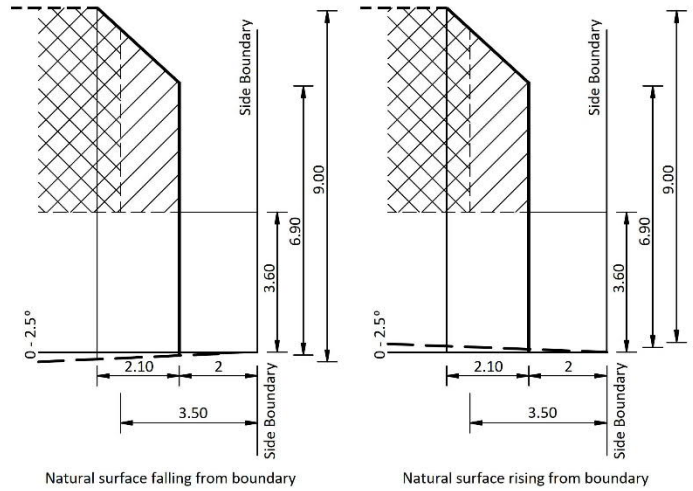 Side Boundary
9.00
6.90
3.60
0 - 2.5°
2.10
2
3.50
Side Boundary
Natural surface falling from boundary
Side Boundary
9.00
6.90
3.60
0 - 2.5°
2.10
2
3.50
Side Boundary
Natural surface rising from boundary